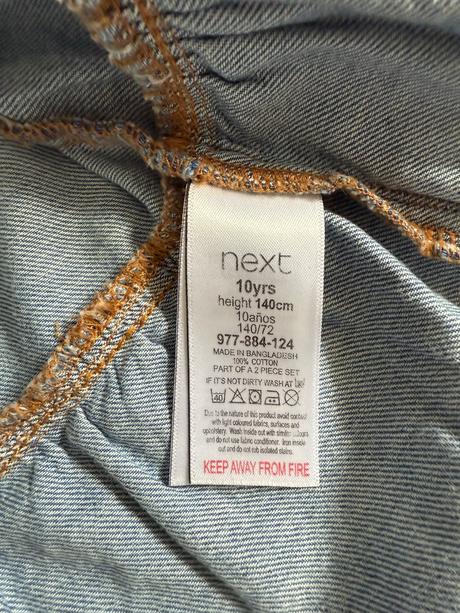 next
10yrs
height 140cm
10años
140/72
977-884-124
MADE IN BANGLADESH
100% COTTON
PART OF A 2 PIECE SET
IF IT'S NOT DIRTY WASH AT 30°
40
Due to the nature of this product avoid contact
with light coloured fabrics, surfaces and
upholstery. Wash inside out with similar colours
and do not use fabric conditioner. Iron inside
out and do not rub isolated stains.
KEEP AWAY FROM FIRE